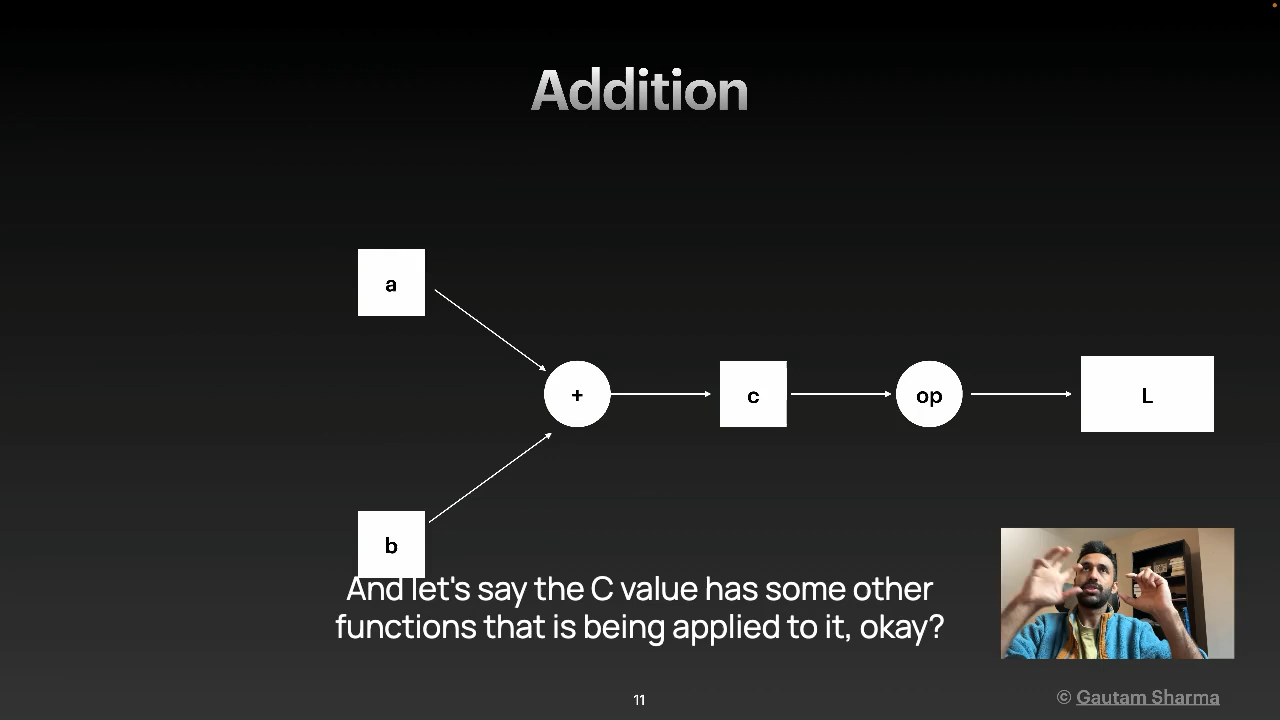 Addition
a
+
c
op
L
b
And let's say the C value has some other
functions that is being applied to it, okay?
11
© Gautam Sharma